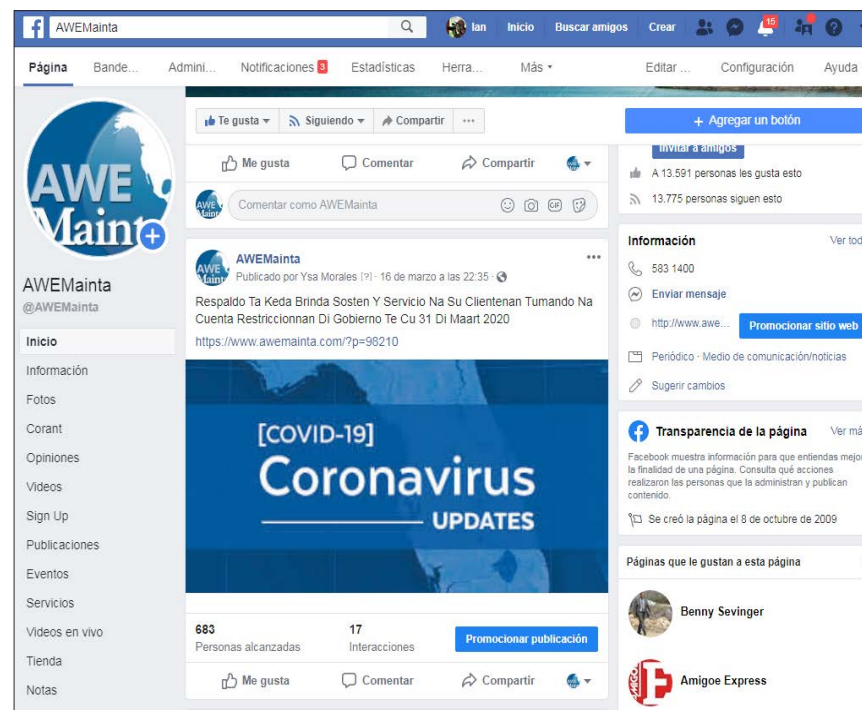 AWEMainta
Ian
Inicio
Buscar amigos
Crear
15
Página
Bande...
Admini...
Notificaciones 3
Estadísticas
Herra...
Más
Editar ...
Configuración
Ayuda
AWE
Mainta
AWEMainta
@AWEMainta
Inicio
Información
Fotos
Corant
Opiniones
Videos
Sign Up
Publicaciones
Eventos
Servicios
Videos en vivo
Tienda
Notas
Te gusta
Siguiendo
Compartir
...
Me gusta
Comentar
Compartir
Comentar como AWEMainta
GIF
AWEMainta
Publicado por Ysa Morales [?] · 16 de marzo a las 22:35 ·
Respaldo Ta Keda Brinda Sosten Y Servicio Na Su Clientenan Tumando Na
Cuenta Restriccionnan Di Gobierno Te Cu 31 Di Maart 2020
https://www.awemainta.com/?p=98210
[COVID-19]
Coronavirus
UPDATES
683
Personas alcanzadas
17
Interacciones
Promocionar publicación
Me gusta
Comentar
Compartir
+ Agregar un botón
Invitar a amigos
A 13.591 personas les gusta esto
13.775 personas siguen esto
Información
Ver tod
583 1400
Enviar mensaje
http://www.awe...
Promocionar sitio web
Periódico · Medio de comunicación/noticias
Sugerir cambios
Transparencia de la página
Ver má
Facebook muestra información para que entiendas mejor
la finalidad de una página. Consulta qué acciones
realizaron las personas que la administran y publican
contenido.
Se creó la página el 8 de octubre de 2009
Páginas que le gustan a esta página
Benny Sevinger
Amigoe Express